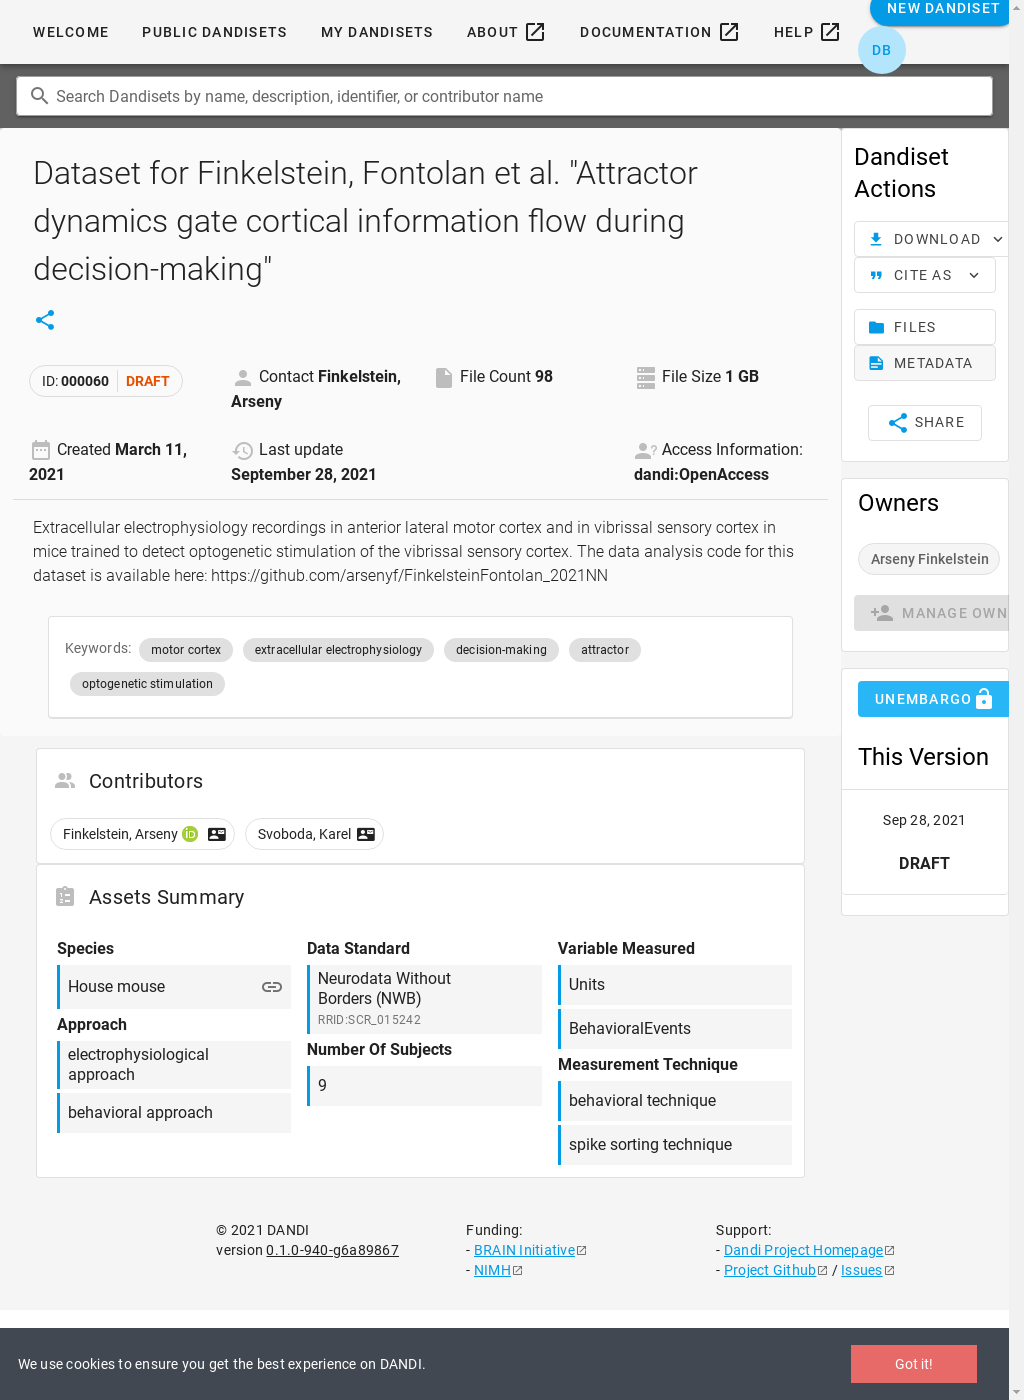 WELCOME
PUBLIC DANDISETS
MY DANDISETS
ABOUT
DOCUMENTATION
HELP
NEW DANDISET
DB
Search Dandisets by name, description, identifier, or contributor name
Dataset for Finkelstein, Fontolan et al. "Attractor
dynamics gate cortical information flow during
decision-making"
ID: 000060 DRAFT
Contact Finkelstein,
Arseny
File Count 98
File Size 1 GB
Created March 11,
2021
Last update
September 28, 2021
Access Information:
dandi:OpenAccess
Extracellular electrophysiology recordings in anterior lateral motor cortex and in vibrissal sensory cortex in
mice trained to detect optogenetic stimulation of the vibrissal sensory cortex. The data analysis code for this
dataset is available here: https://github.com/arsenyf/FinkelsteinFontolan_2021NN
Keywords: motor cortex extracellular electrophysiology decision-making attractor
optogenetic stimulation
Contributors
Finkelstein, Arseny iD
Svoboda, Karel
Assets Summary
Species
House mouse
Approach
electrophysiological
approach
behavioral approach
Data Standard
Neurodata Without
Borders (NWB)
RRID:SCR_015242
Number Of Subjects
9
Variable Measured
Units
BehavioralEvents
Measurement Technique
behavioral technique
spike sorting technique
Dandiset
Actions
DOWNLOAD
CITE AS
FILES
METADATA
SHARE
Owners
Arseny Finkelstein
MANAGE OWN
UNEMBARGO
This Version
Sep 28, 2021
DRAFT
© 2021 DANDI
version 0.1.0-940-g6a89867
Funding:
- BRAIN Initiative
- NIMH
Support:
- Dandi Project Homepage
- Project Github / Issues
We use cookies to ensure you get the best experience on DANDI.
Got it!